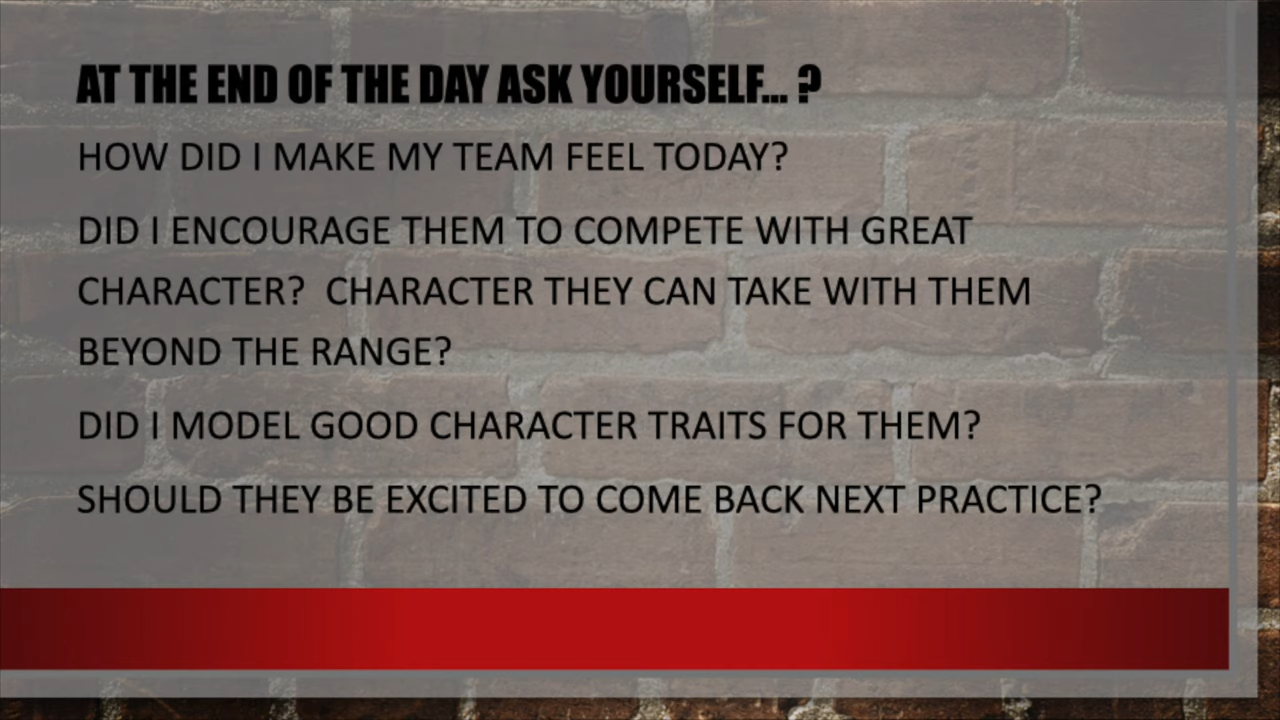 AT THE END OF THE DAY ASK YOURSELF... ?
HOW DID I MAKE MY TEAM FEEL TODAY?
DID I ENCOURAGE THEM TO COMPETE WITH GREAT
CHARACTER?  CHARACTER THEY CAN TAKE WITH THEM
BEYOND THE RANGE?
DID I MODEL GOOD CHARACTER TRAITS FOR THEM?
SHOULD THEY BE EXCITED TO COME BACK NEXT PRACTICE?